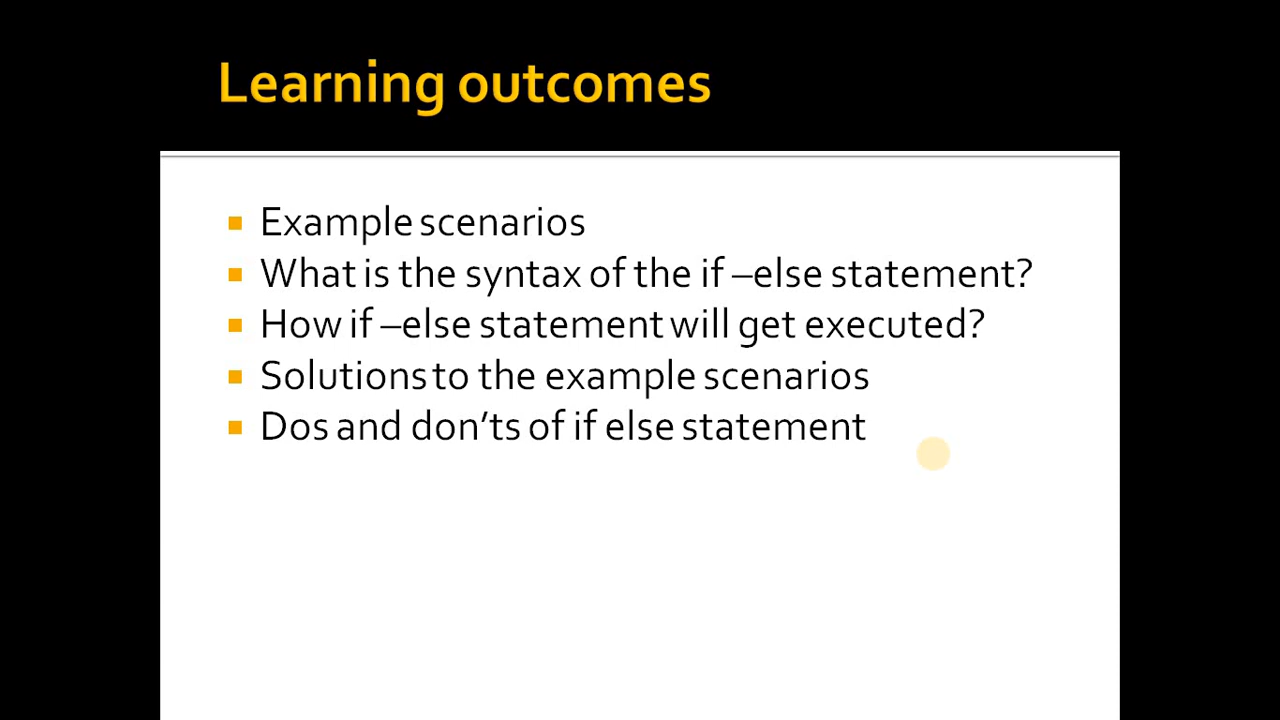 Learning outcomes
Example scenarios
What is the syntax of the if –else statement?
How if –else statement will get executed?
Solutions to the example scenarios
Dos and don’ts of if else statement